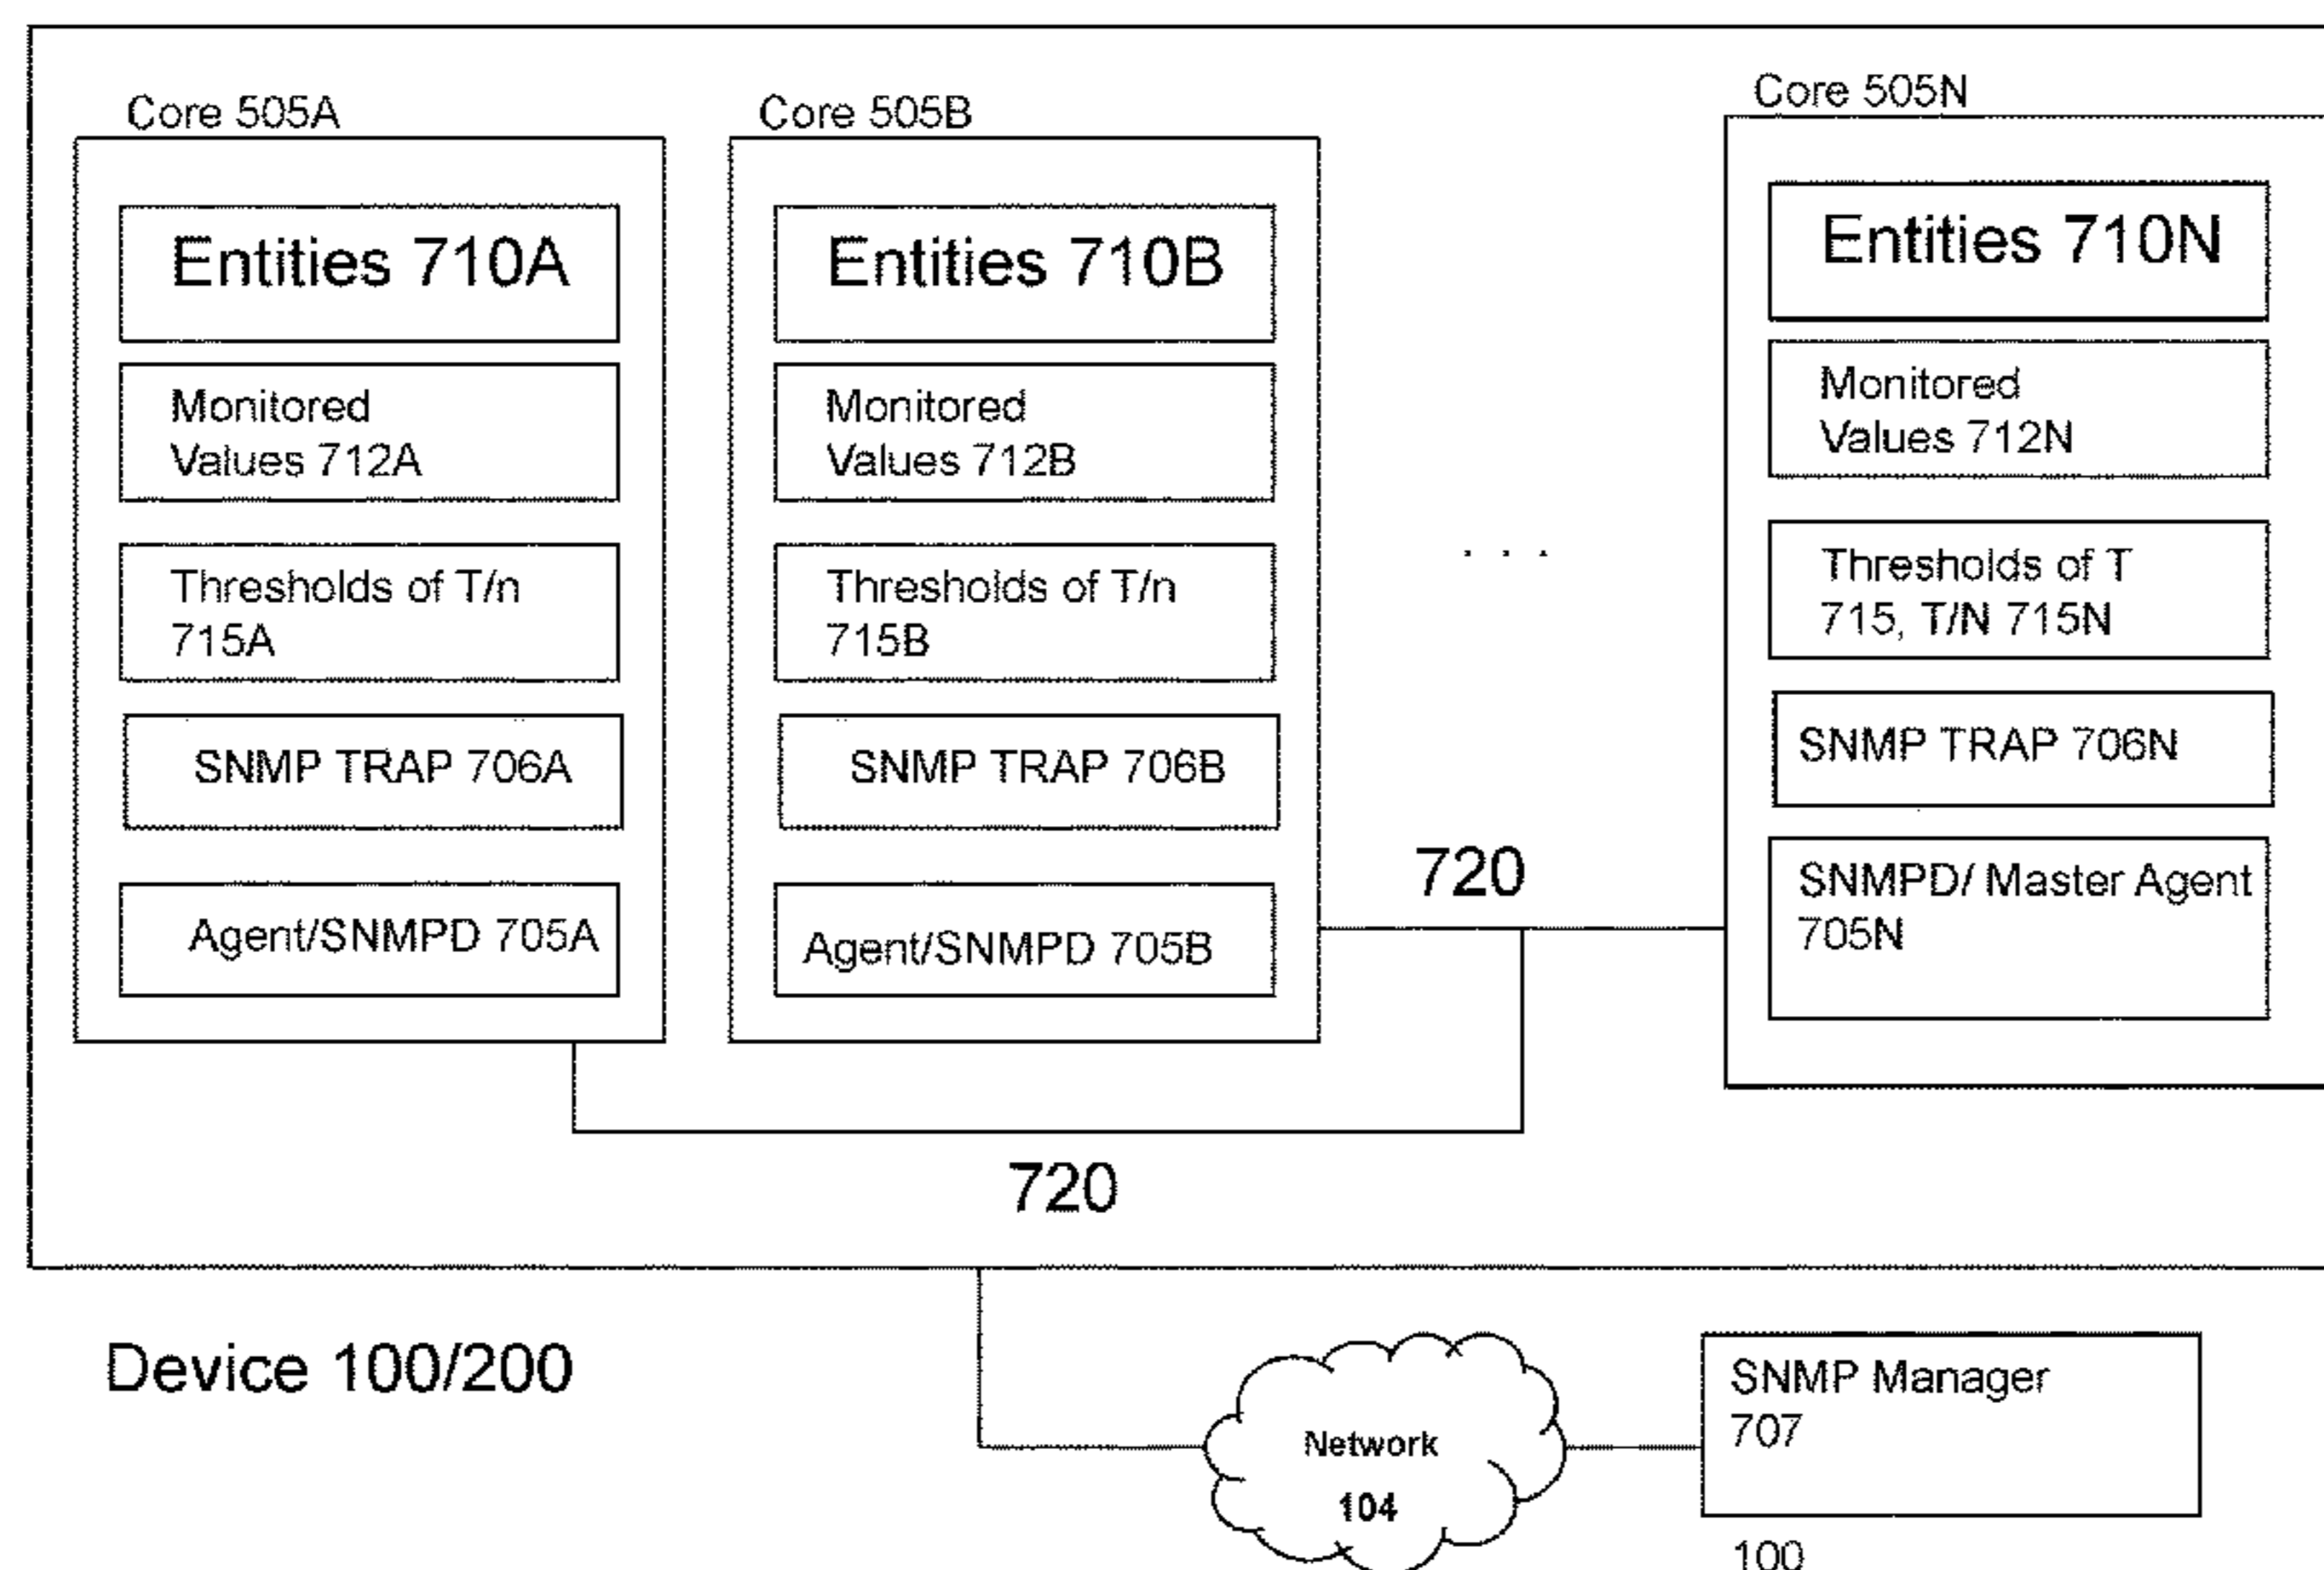 Core 505A
Entities 710A
Monitored
Values 712A
Thresholds of T/n
715A
SNMP TRAP 706A
Agent/SNMPD 705A
Core 505B
Entities 710B
Monitored
Values 712B
Thresholds of T/n
715B
SNMP TRAP 706B
Agent/SNMPD 705B
. . .
720
Core 505N
Entities 710N
Monitored
Values 712N
Thresholds of T
715, T/N 715N
SNMP TRAP 706N
SNMPD/ Master Agent
705N
720
Device 100/200
Network
104
SNMP Manager
707
100